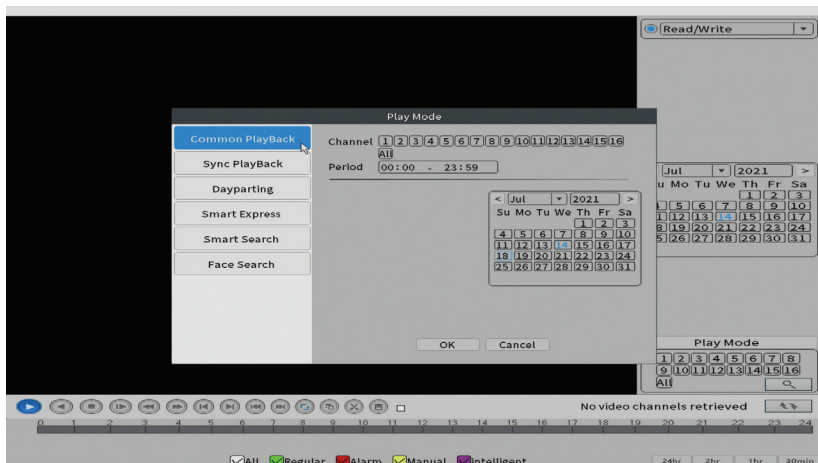 Read/Write
Play Mode
Common PlayBack
Sync PlayBack
Dayparting
Smart Express
Smart Search
Face Search
Channel 1 2 3 4 5 6 7 8 9 10 11 12 13 14 15 16
All
Period 00:00 - 23:59
< Jul 2021 >
Su Mo Tu We Th Fr Sa
1 2 3
4 5 6 7 8 9 10
11 12 13 14 15 16 17
18 19 20 21 22 23 24
25 26 27 28 29 30 31
OK Cancel
Jul 2021 >
u Mo Tu We Th Fr Sa
1 2 3
5 6 7 8 9 10
1 12 13 14 15 16 17
8 19 20 21 22 23 24
5 26 27 28 29 30 31
Play Mode
1 2 3 4 5 6 7 8
9 10 11 12 13 14 15 16
All
No video channels retrieved
0 1 2 3 4 5 6 7 8 9 10 11 12 13 14 15 16 17 18 19 20 21 22 23 24
All Regular Alarm Manual Intelligent
24hr 2hr 1hr 30min